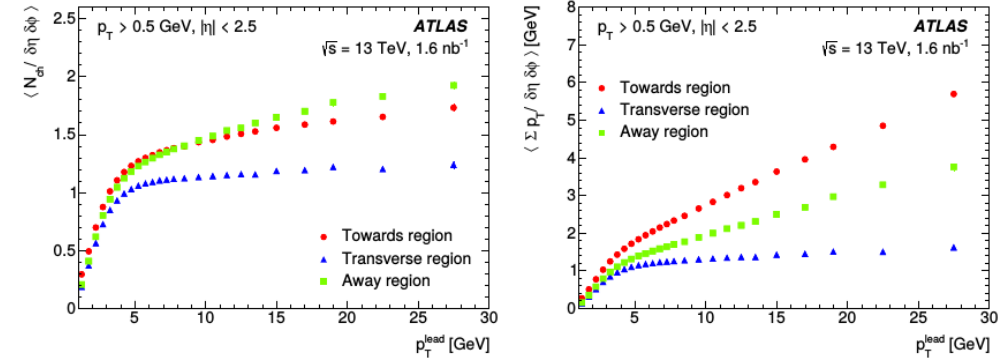 ⟨ N_ch / δη δϕ ⟩
2.5
2
1.5
1
0.5
0
p_T > 0.5 GeV, |η| < 2.5
ATLAS
√s = 13 TeV, 1.6 nb⁻¹
Towards region
Transverse region
Away region
5 10 15 20 25 30
p_T^lead [GeV]
⟨ Σ p_T / δη δϕ ⟩ [GeV]
8
7
6
5
4
3
2
1
0
p_T > 0.5 GeV, |η| < 2.5
ATLAS
√s = 13 TeV, 1.6 nb⁻¹
Towards region
Transverse region
Away region
5 10 15 20 25 30
p_T^lead [GeV]